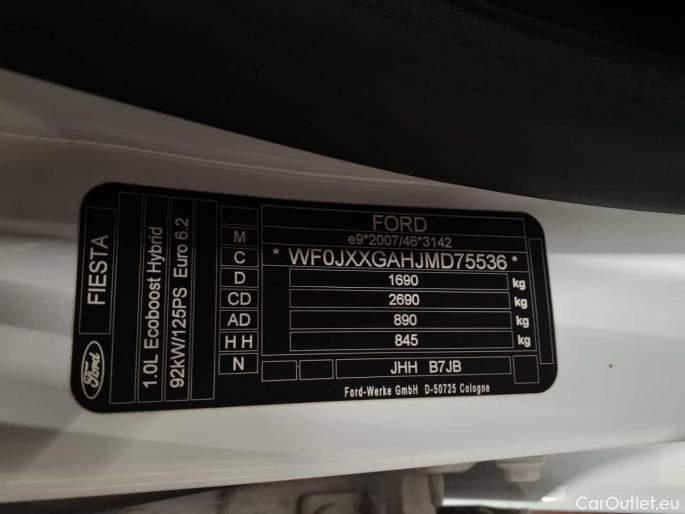 FORD
M e9*2007/46*3142
C * WF0JXXGAHJMD75536 *
D 1690 kg
CD 2690 kg
AD 890 kg
H H 845 kg
N JHH B7JB
Ford-Werke GmbH D-50725 Cologne
FIESTA
1.0L Ecoboost Hybrid
92kW/125PS Euro 6.2
Ford
CarOutlet.eu